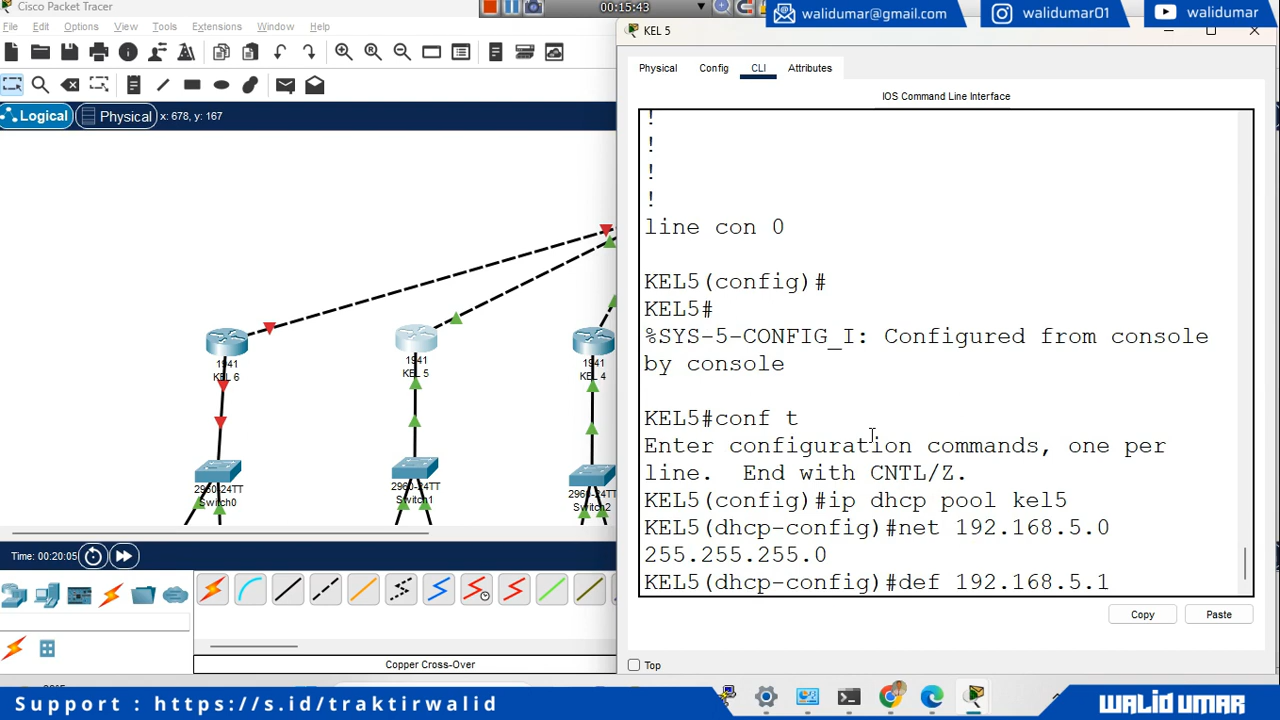 Cisco Packet Tracer
00:15:43
walidumar@gmail.com
walidumar01
walidumar
File Edit Options View Tools Extensions Window Help
KEL 5
Physical Config CLI Attributes
IOS Command Line Interface
Logical Physical x: 678, y: 167
!
!
!
!
line con 0
KEL5(config)#
KEL5#
%SYS-5-CONFIG_I: Configured from console
by console
KEL5#conf t
Enter configuration commands, one per
line.  End with CNTL/Z.
KEL5(config)#ip dhcp pool kel5
KEL5(dhcp-config)#net 192.168.5.0
255.255.255.0
KEL5(dhcp-config)#def 192.168.5.1
1941
KEL 6
1941
KEL 5
1941
KEL 4
2960-24TT
Switch0
2960-24TT
Switch1
2960-24TT
Switch2
Time: 00:20:05
Copy Paste
Top
Copper Cross-Over
Support : https://s.id/traktirwalid
WALID UMAR